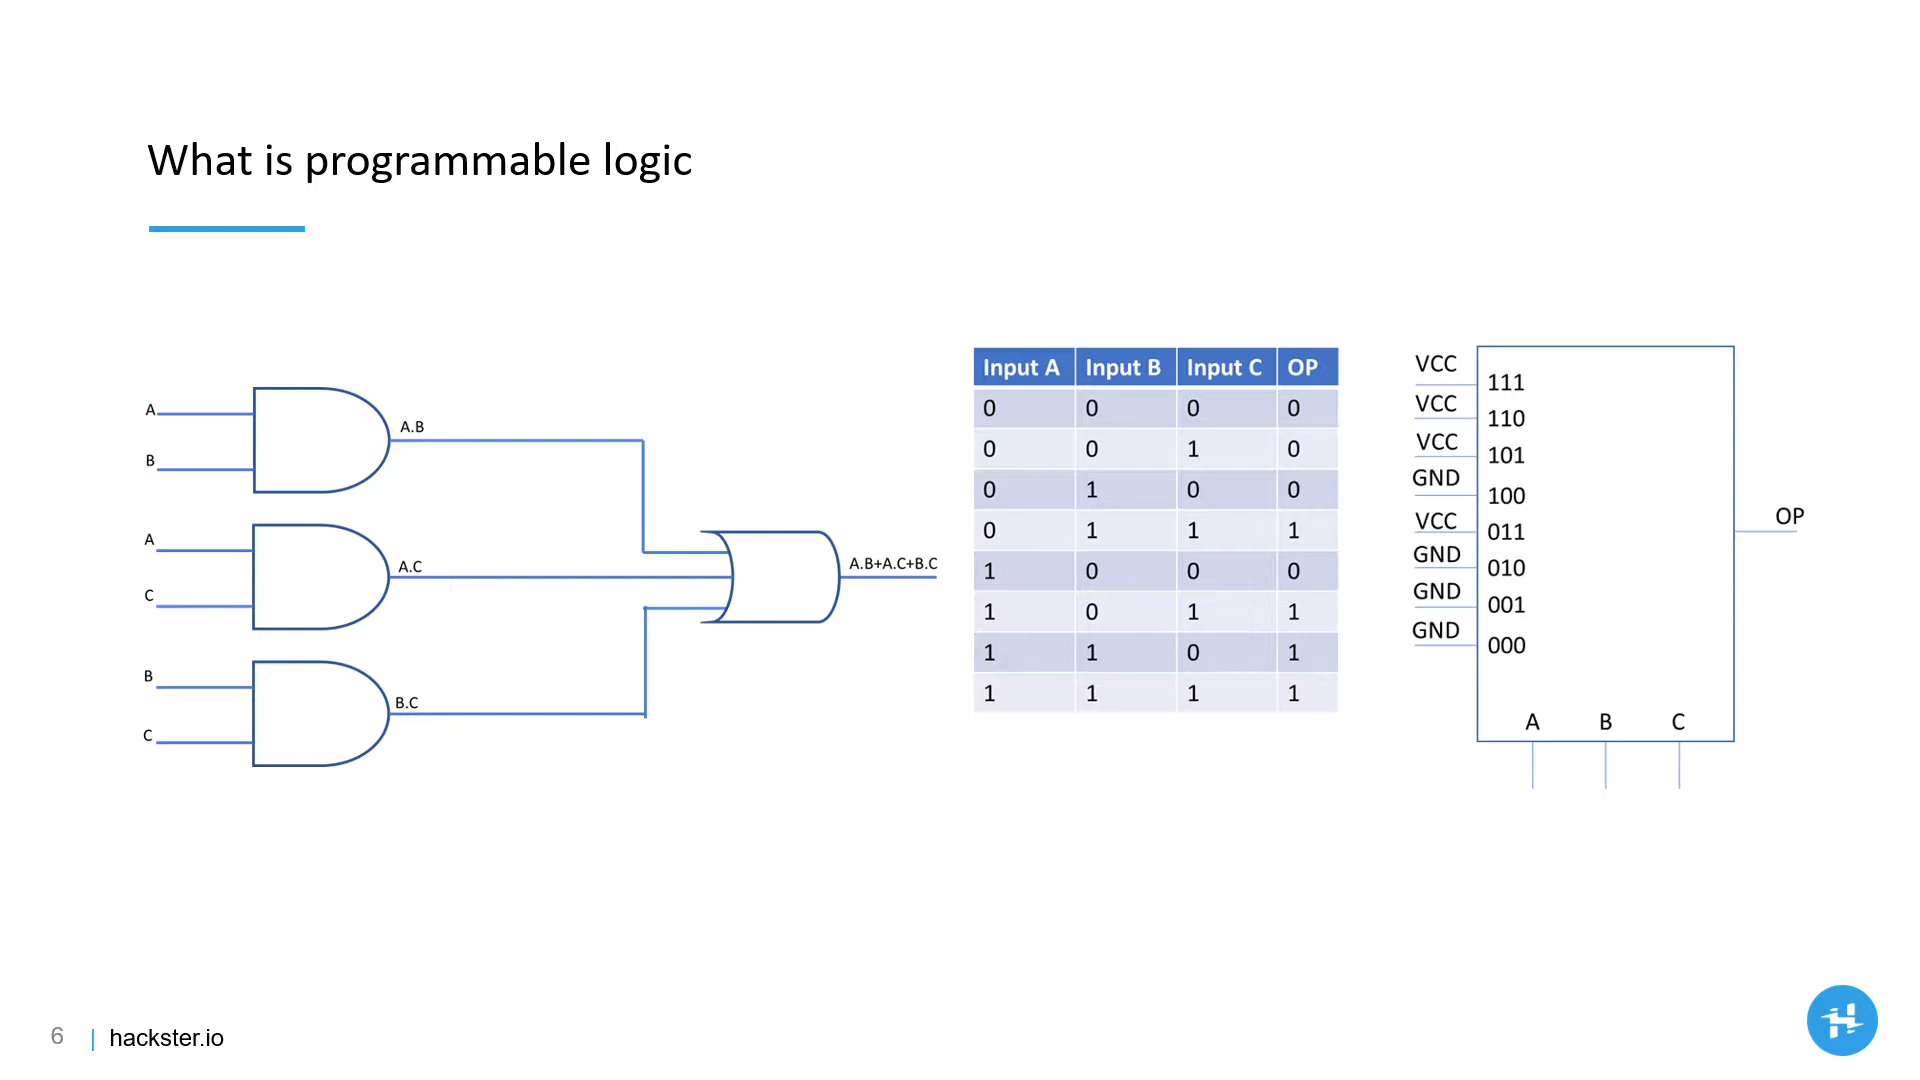 What is programmable logic
A
B
A.B
A
C
A.C
B
C
B.C
A.B+A.C+B.C
Input A Input B Input C OP
0 0 0 0
0 0 1 0
0 1 0 0
0 1 1 1
1 0 0 0
1 0 1 1
1 1 0 1
1 1 1 1
VCC 111
VCC 110
VCC 101
GND 100
VCC 011
GND 010
GND 001
GND 000
OP
A B C
6 | hackster.io